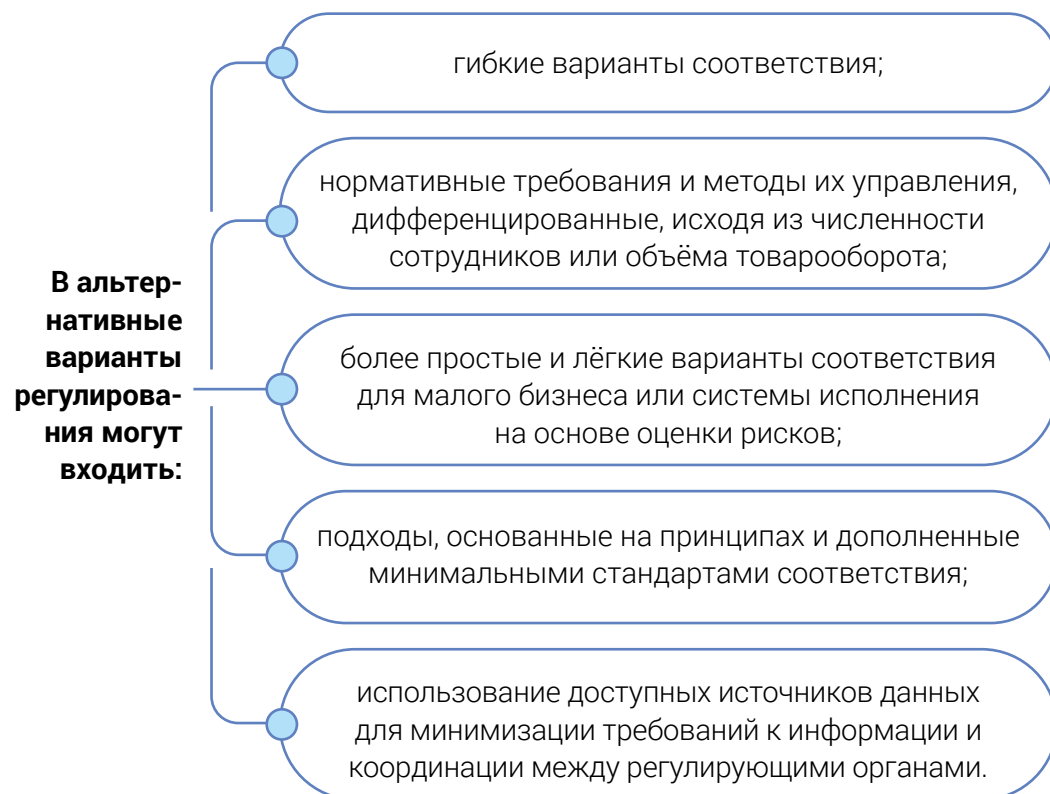 В альтер-
нативные
варианты
регулирова-
ния могут
входить:
гибкие варианты соответствия;
нормативные требования и методы их управления,
дифференцированные, исходя из численности
сотрудников или объёма товарооборота;
более простые и лёгкие варианты соответствия
для малого бизнеса или системы исполнения
на основе оценки рисков;
подходы, основанные на принципах и дополненные
минимальными стандартами соответствия;
использование доступных источников данных
для минимизации требований к информации и
координации между регулирующими органами.